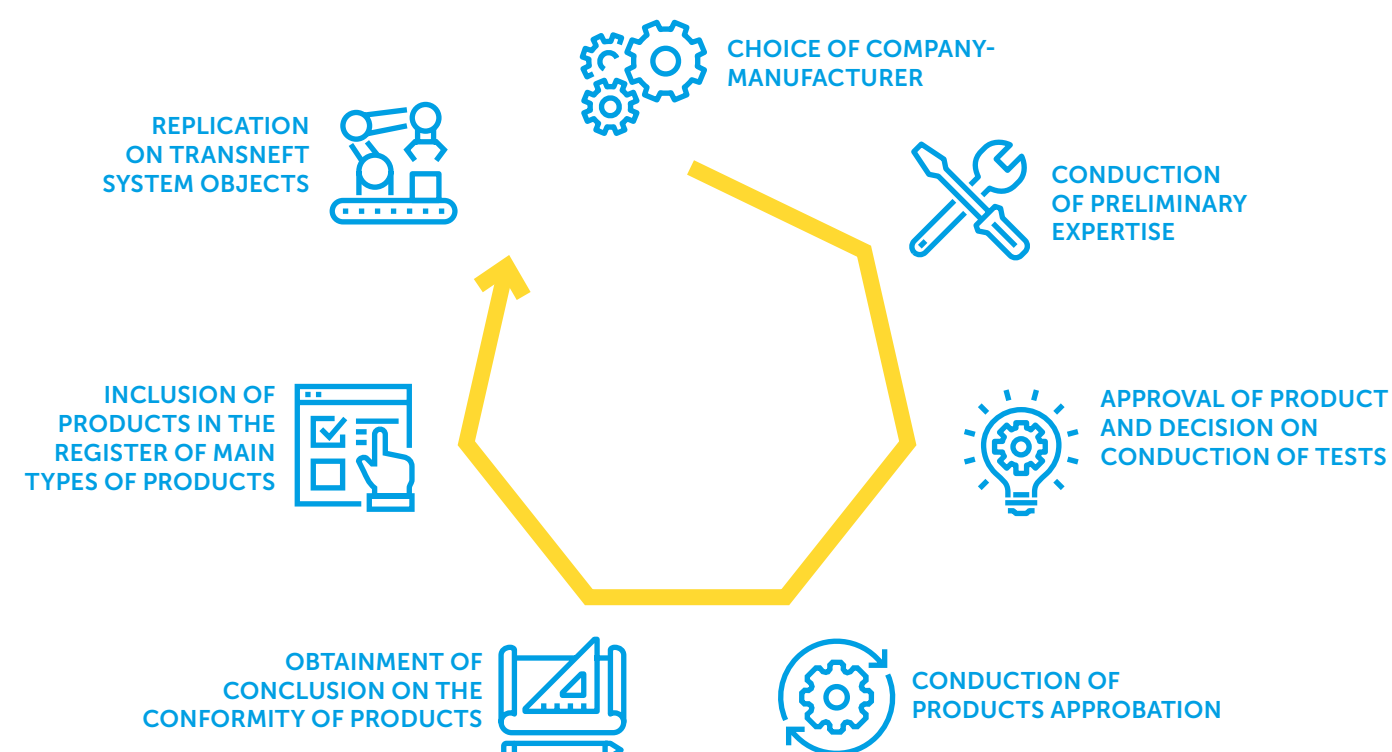 CHOICE OF COMPANY-
MANUFACTURER
CONDUCTION
OF PRELIMINARY
EXPERTISE
APPROVAL OF PRODUCT
AND DECISION ON
CONDUCTION OF TESTS
CONDUCTION OF
PRODUCTS APPROBATION
OBTAINMENT OF
CONCLUSION ON THE
CONFORMITY OF PRODUCTS
INCLUSION OF
PRODUCTS IN THE
REGISTER OF MAIN
TYPES OF PRODUCTS
REPLICATION
ON TRANSNEFT
SYSTEM OBJECTS